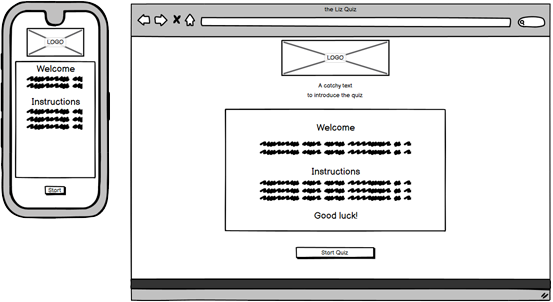 LOGO
Welcome
Instructions
Start
the Liz Quiz
LOGO
A catchy text
to introduce the quiz
Welcome
Instructions
Good luck!
Start Quiz